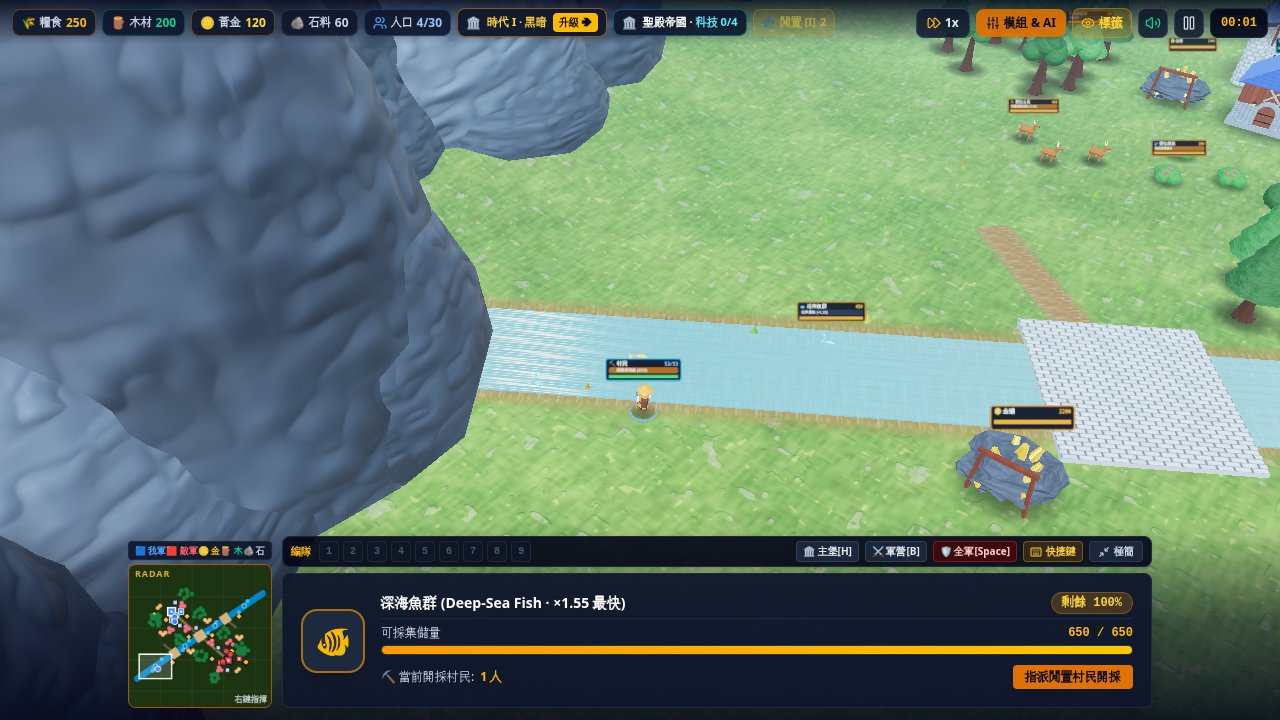 糧食 250
木材 200
黃金 120
石料 60
人口 4/30
時代 I · 黑暗 升級
聖殿帝國 · 科技 0/4
閒置 [I] 2
1x
模組 & AI
標籤
00:01
金礦 2200
村民 53/53
我軍 敵軍 金 木 石
RADAR
右鍵指揮
編隊 1 2 3 4 5 6 7 8 9
主堡[H]
軍營[B]
全軍[Space]
快捷鍵
極簡
深海魚群 (Deep-Sea Fish · ×1.55 最快)
剩餘 100%
可採集儲量
650 / 650
當前開採村民: 1 人
指派閒置村民開採